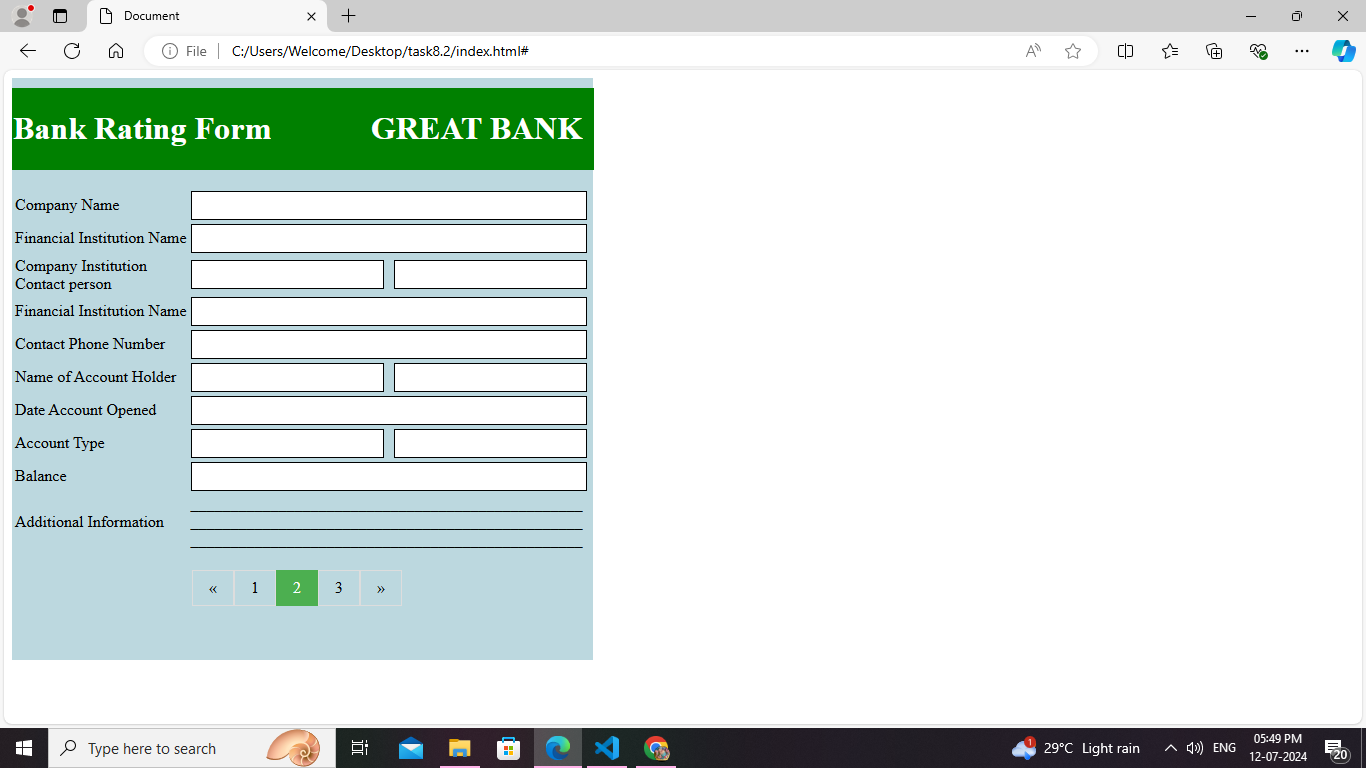 Document
File
C:/Users/Welcome/Desktop/task8.2/index.html#
Bank Rating Form GREAT BANK
Company Name
Financial Institution Name
Company Institution
Contact person
Financial Institution Name
Contact Phone Number
Name of Account Holder
Date Account Opened
Account Type
Balance
Additional Information
« 1 2 3 »
Type here to search
1
29°C Light rain
ENG
05:49 PM
12-07-2024
20